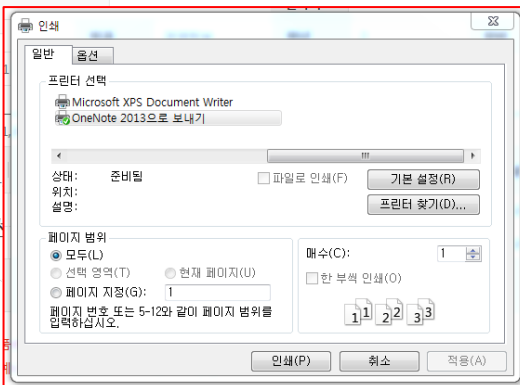 인쇄
일반 옵션
프린터 선택
Microsoft XPS Document Writer
OneNote 2013으로 보내기
상태: 준비됨 파일로 인쇄(F) 기본 설정(R)
위치:
설명: 프린터 찾기(D)...
페이지 범위
모두(L) 매수(C): 1
선택 영역(T) 현재 페이지(U) 한 부씩 인쇄(O)
페이지 지정(G): 1
페이지 번호 또는 5-12와 같이 페이지 범위를
입력하십시오.
1 1 2 2 3 3
인쇄(P) 취소 적용(A)